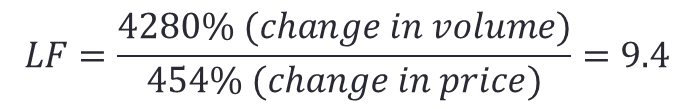 LF = 4280% (change in volume) / 454% (change in price) = 9.4